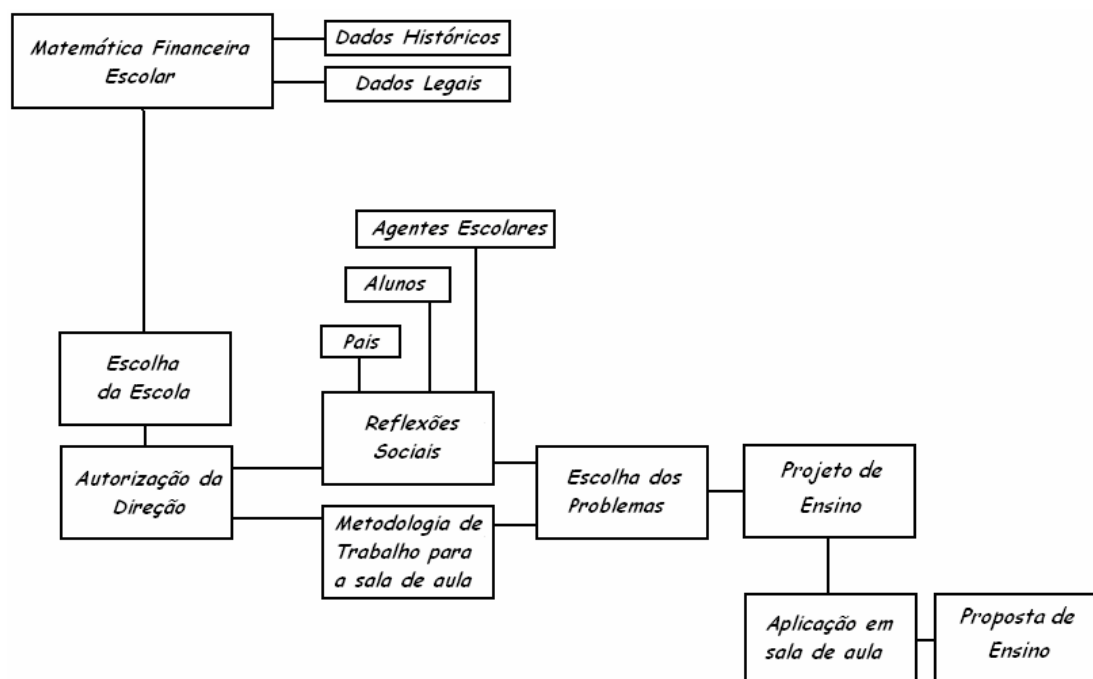 Matemática Financeira
Escolar
Dados Históricos
Dados Legais
Agentes Escolares
Alunos
Pais
Escolha
da Escola
Reflexões
Sociais
Autorização da
Direção
Metodologia de
Trabalho para
a sala de aula
Escolha dos
Problemas
Projeto de
Ensino
Aplicação em
sala de aula
Proposta de
Ensino